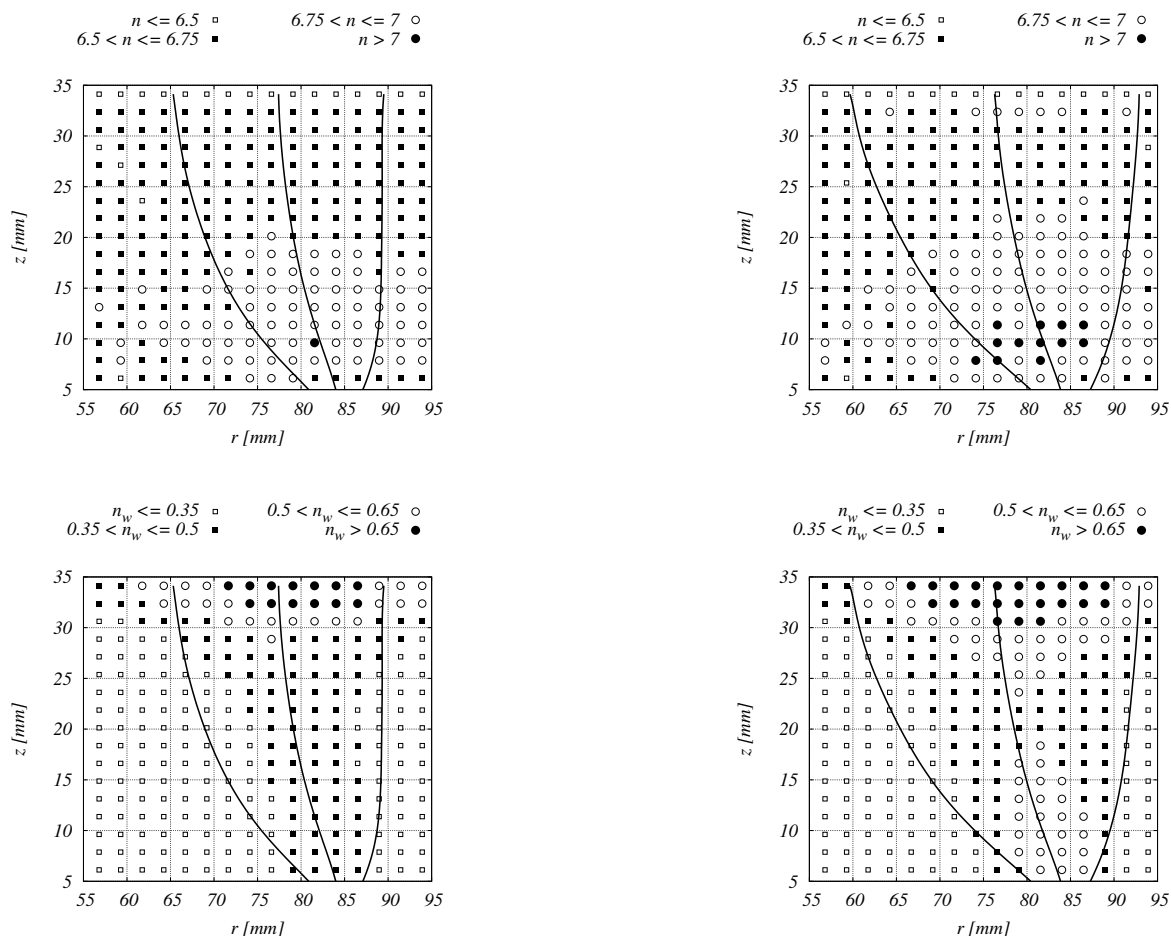 n <= 6.5
6.5 < n <= 6.75
6.75 < n <= 7
n > 7
35
30
25
20
15
10
5
z [mm]
55 60 65 70 75 80 85 90 95
r [mm]
n <= 6.5
6.5 < n <= 6.75
6.75 < n <= 7
n > 7
35
30
25
20
15
10
5
z [mm]
55 60 65 70 75 80 85 90 95
r [mm]
n_w <= 0.35
0.35 < n_w <= 0.5
0.5 < n_w <= 0.65
n_w > 0.65
35
30
25
20
15
10
5
z [mm]
55 60 65 70 75 80 85 90 95
r [mm]
n_w <= 0.35
0.35 < n_w <= 0.5
0.5 < n_w <= 0.65
n_w > 0.65
35
30
25
20
15
10
5
z [mm]
55 60 65 70 75 80 85 90 95
r [mm]